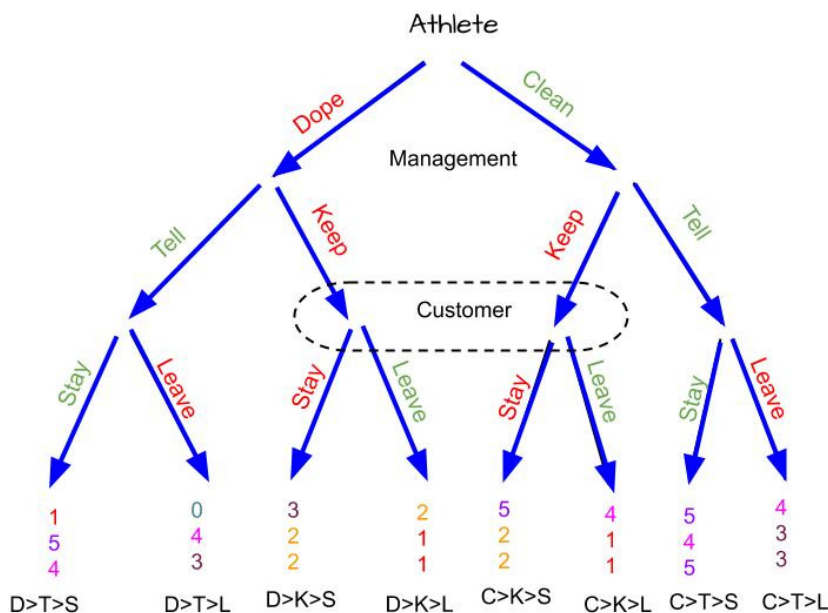 Athlete
Dope
Clean
Management
Tell
Keep
Keep
Tell
Customer
Stay
Leave
Stay
Leave
Stay
Leave
Stay
Leave
1 0 3 2 5 4 5 4
5 4 2 1 2 1 4 3
4 3 2 1 2 1 5 3
D>T>S D>T>L D>K>S D>K>L C>K>S C>K>L C>T>S C>T>L